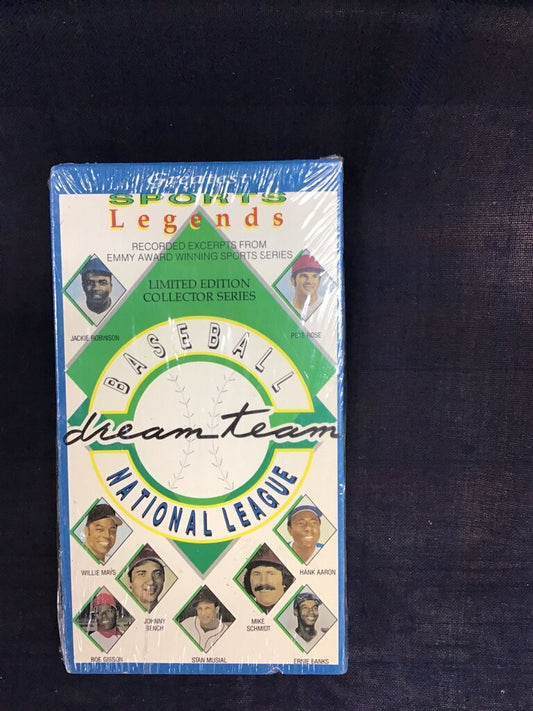 Greatest
SPORTS
Legends
RECORDED EXCERPTS FROM
EMMY AWARD WINNING SPORTS SERIES
LIMITED EDITION
COLLECTOR SERIES
JACKIE ROBINSON
PETE ROSE
BASEBALL
dream team
NATIONAL LEAGUE
WILLIE MAYS
HANK AARON
JOHNNY
BENCH
MIKE
SCHMIDT
BOB GIBSON
STAN MUSIAL
ERNIE BANKS